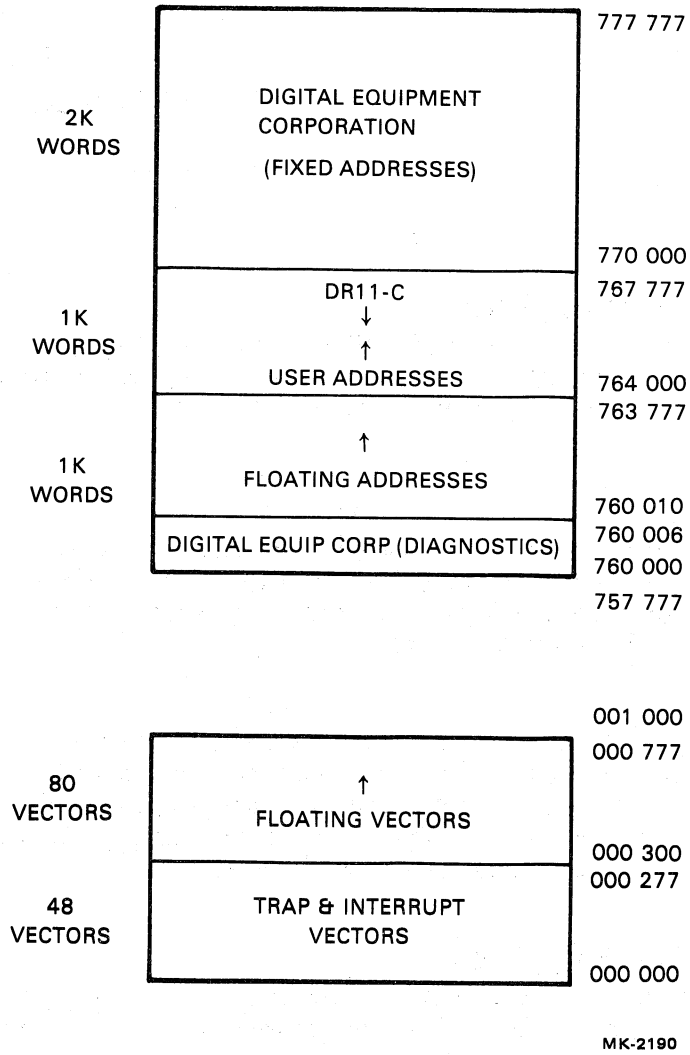 777 777
DIGITAL EQUIPMENT
CORPORATION
(FIXED ADDRESSES)
2K
WORDS
770 000
767 777
DR11-C
↓
↑
USER ADDRESSES
1K
WORDS
764 000
763 777
↑
FLOATING ADDRESSES
1K
WORDS
760 010
760 006
DIGITAL EQUIP CORP (DIAGNOSTICS)
760 000
757 777
001 000
000 777
↑
FLOATING VECTORS
80
VECTORS
000 300
000 277
TRAP & INTERRUPT
VECTORS
48
VECTORS
000 000
MK-2190